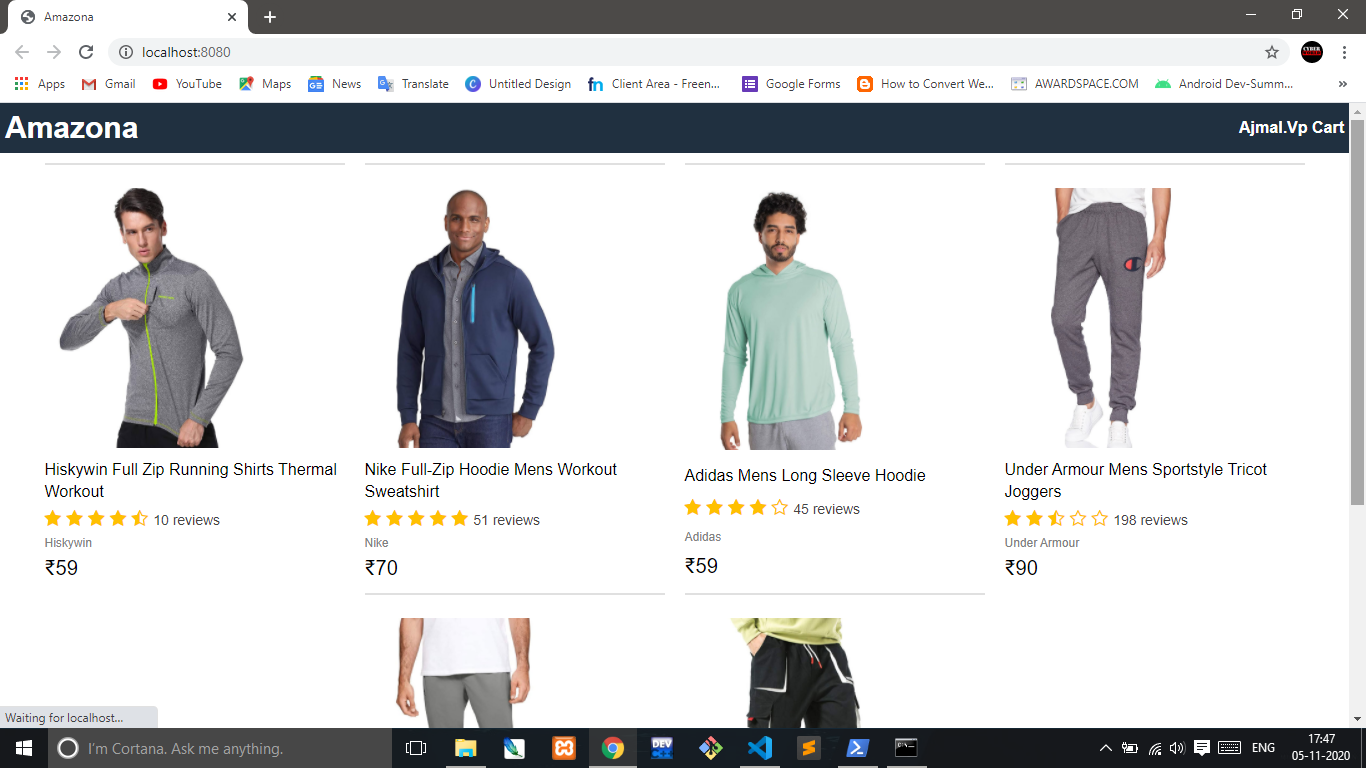 Amazona
localhost:8080
Apps Gmail YouTube Maps News Translate Untitled Design Client Area - Freen... Google Forms How to Convert We... AWARDSPACE.COM Android Dev-Summ... »
Amazona Ajmal.Vp Cart
Hiskywin Full Zip Running Shirts Thermal
Workout
10 reviews
Hiskywin
₹59
Nike Full-Zip Hoodie Mens Workout
Sweatshirt
51 reviews
Nike
₹70
Adidas Mens Long Sleeve Hoodie
45 reviews
Adidas
₹59
Under Armour Mens Sportstyle Tricot
Joggers
198 reviews
Under Armour
₹90
Waiting for localhost...
I'm Cortana. Ask me anything.
DEV
ENG
17:47
05-11-2020